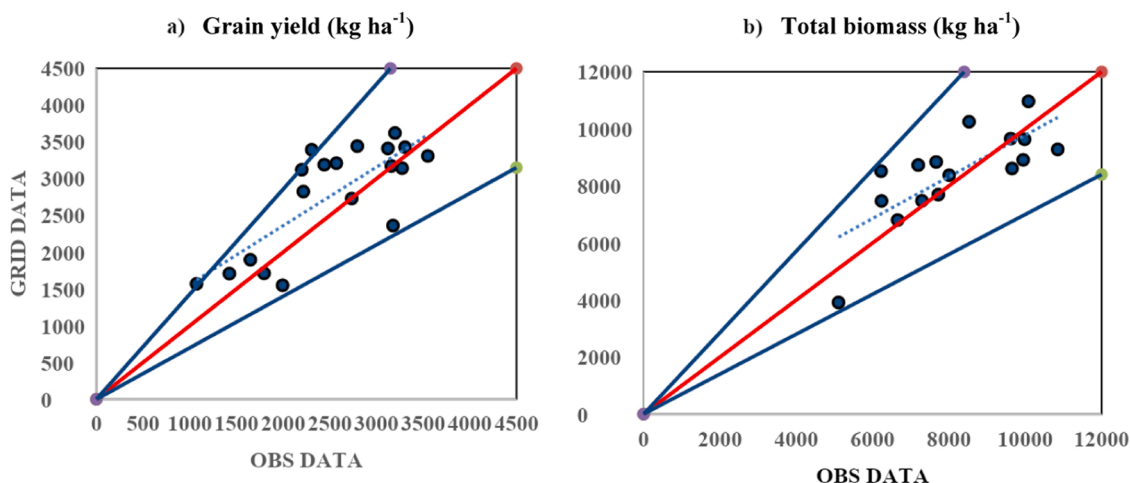 a) Grain yield (kg ha-1)
4500
4000
3500
3000
2500
2000
1500
1000
500
0
GRID DATA
0 500 1000 1500 2000 2500 3000 3500 4000 4500
OBS DATA
b) Total biomass (kg ha-1)
12000
10000
8000
6000
4000
2000
0
0 2000 4000 6000 8000 10000 12000
OBS DATA